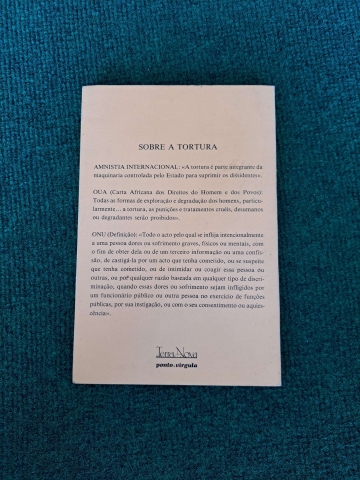 SOBRE A TORTURA
AMNISTIA INTERNACIONAL: «A tortura é parte integrante da
maquinaria controlada pelo Estado para suprimir os dissidentes».
OUA (Carta Africana dos Direitos do Homem e dos Povos):
Todas as formas de exploração e degradação dos homens, particu-
larmente... a tortura, as punições e tratamentos cruéis, desumanos
ou degradantes serão proibidos».
ONU (Definição): «Todo o acto pelo qual se inflija intencionalmente
a uma pessoa dores ou sofrimento graves, físicos ou mentais, com
o fim de obter dela ou de um terceiro informação ou uma confis-
são, de castigá-la por um acto que tenha cometido, ou se suspeite
que tenha cometido, ou de intimidar ou coagir essa pessoa ou
outras, ou por qualquer razão baseada em qualquer tipo de discri-
minação, quando essas dores ou sofrimento sejam infligidos por
um funcionário público ou outra pessoa no exercício de funções
públicas, por sua instigação, ou com o seu consentimento ou aquies-
cência».
Terra Nova
ponto e vírgula